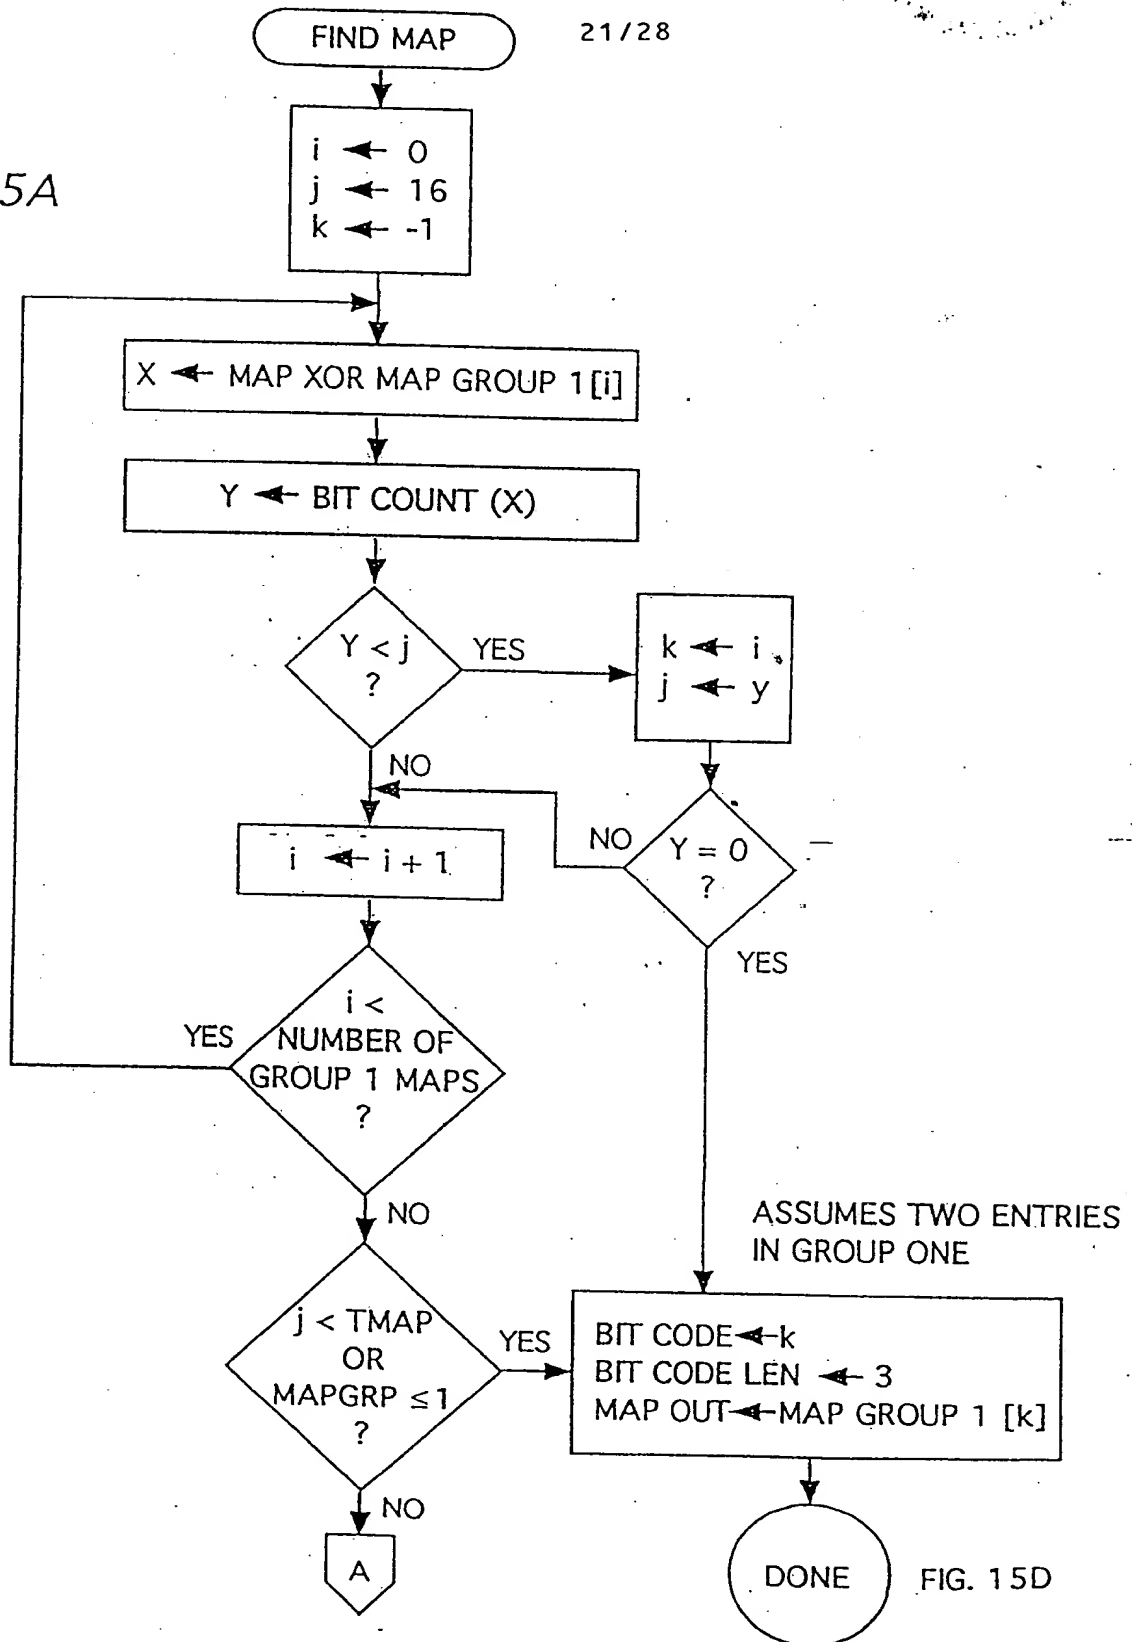 FIND MAP
21/28
5A
i ← 0
j ← 16
k ← -1
X ← MAP XOR MAP GROUP 1[i]
Y ← BIT COUNT (X)
Y < j
?
YES
k ← i
j ← y
NO
i ← i + 1
NO
Y = 0
?
YES
i <
NUMBER OF
GROUP 1 MAPS
?
YES
NO
ASSUMES TWO ENTRIES
IN GROUP ONE
j < TMAP
OR
MAPGRP ≤1
?
YES
BIT CODE←k
BIT CODE LEN ← 3
MAP OUT←MAP GROUP 1 [k]
NO
A
DONE
FIG. 15D